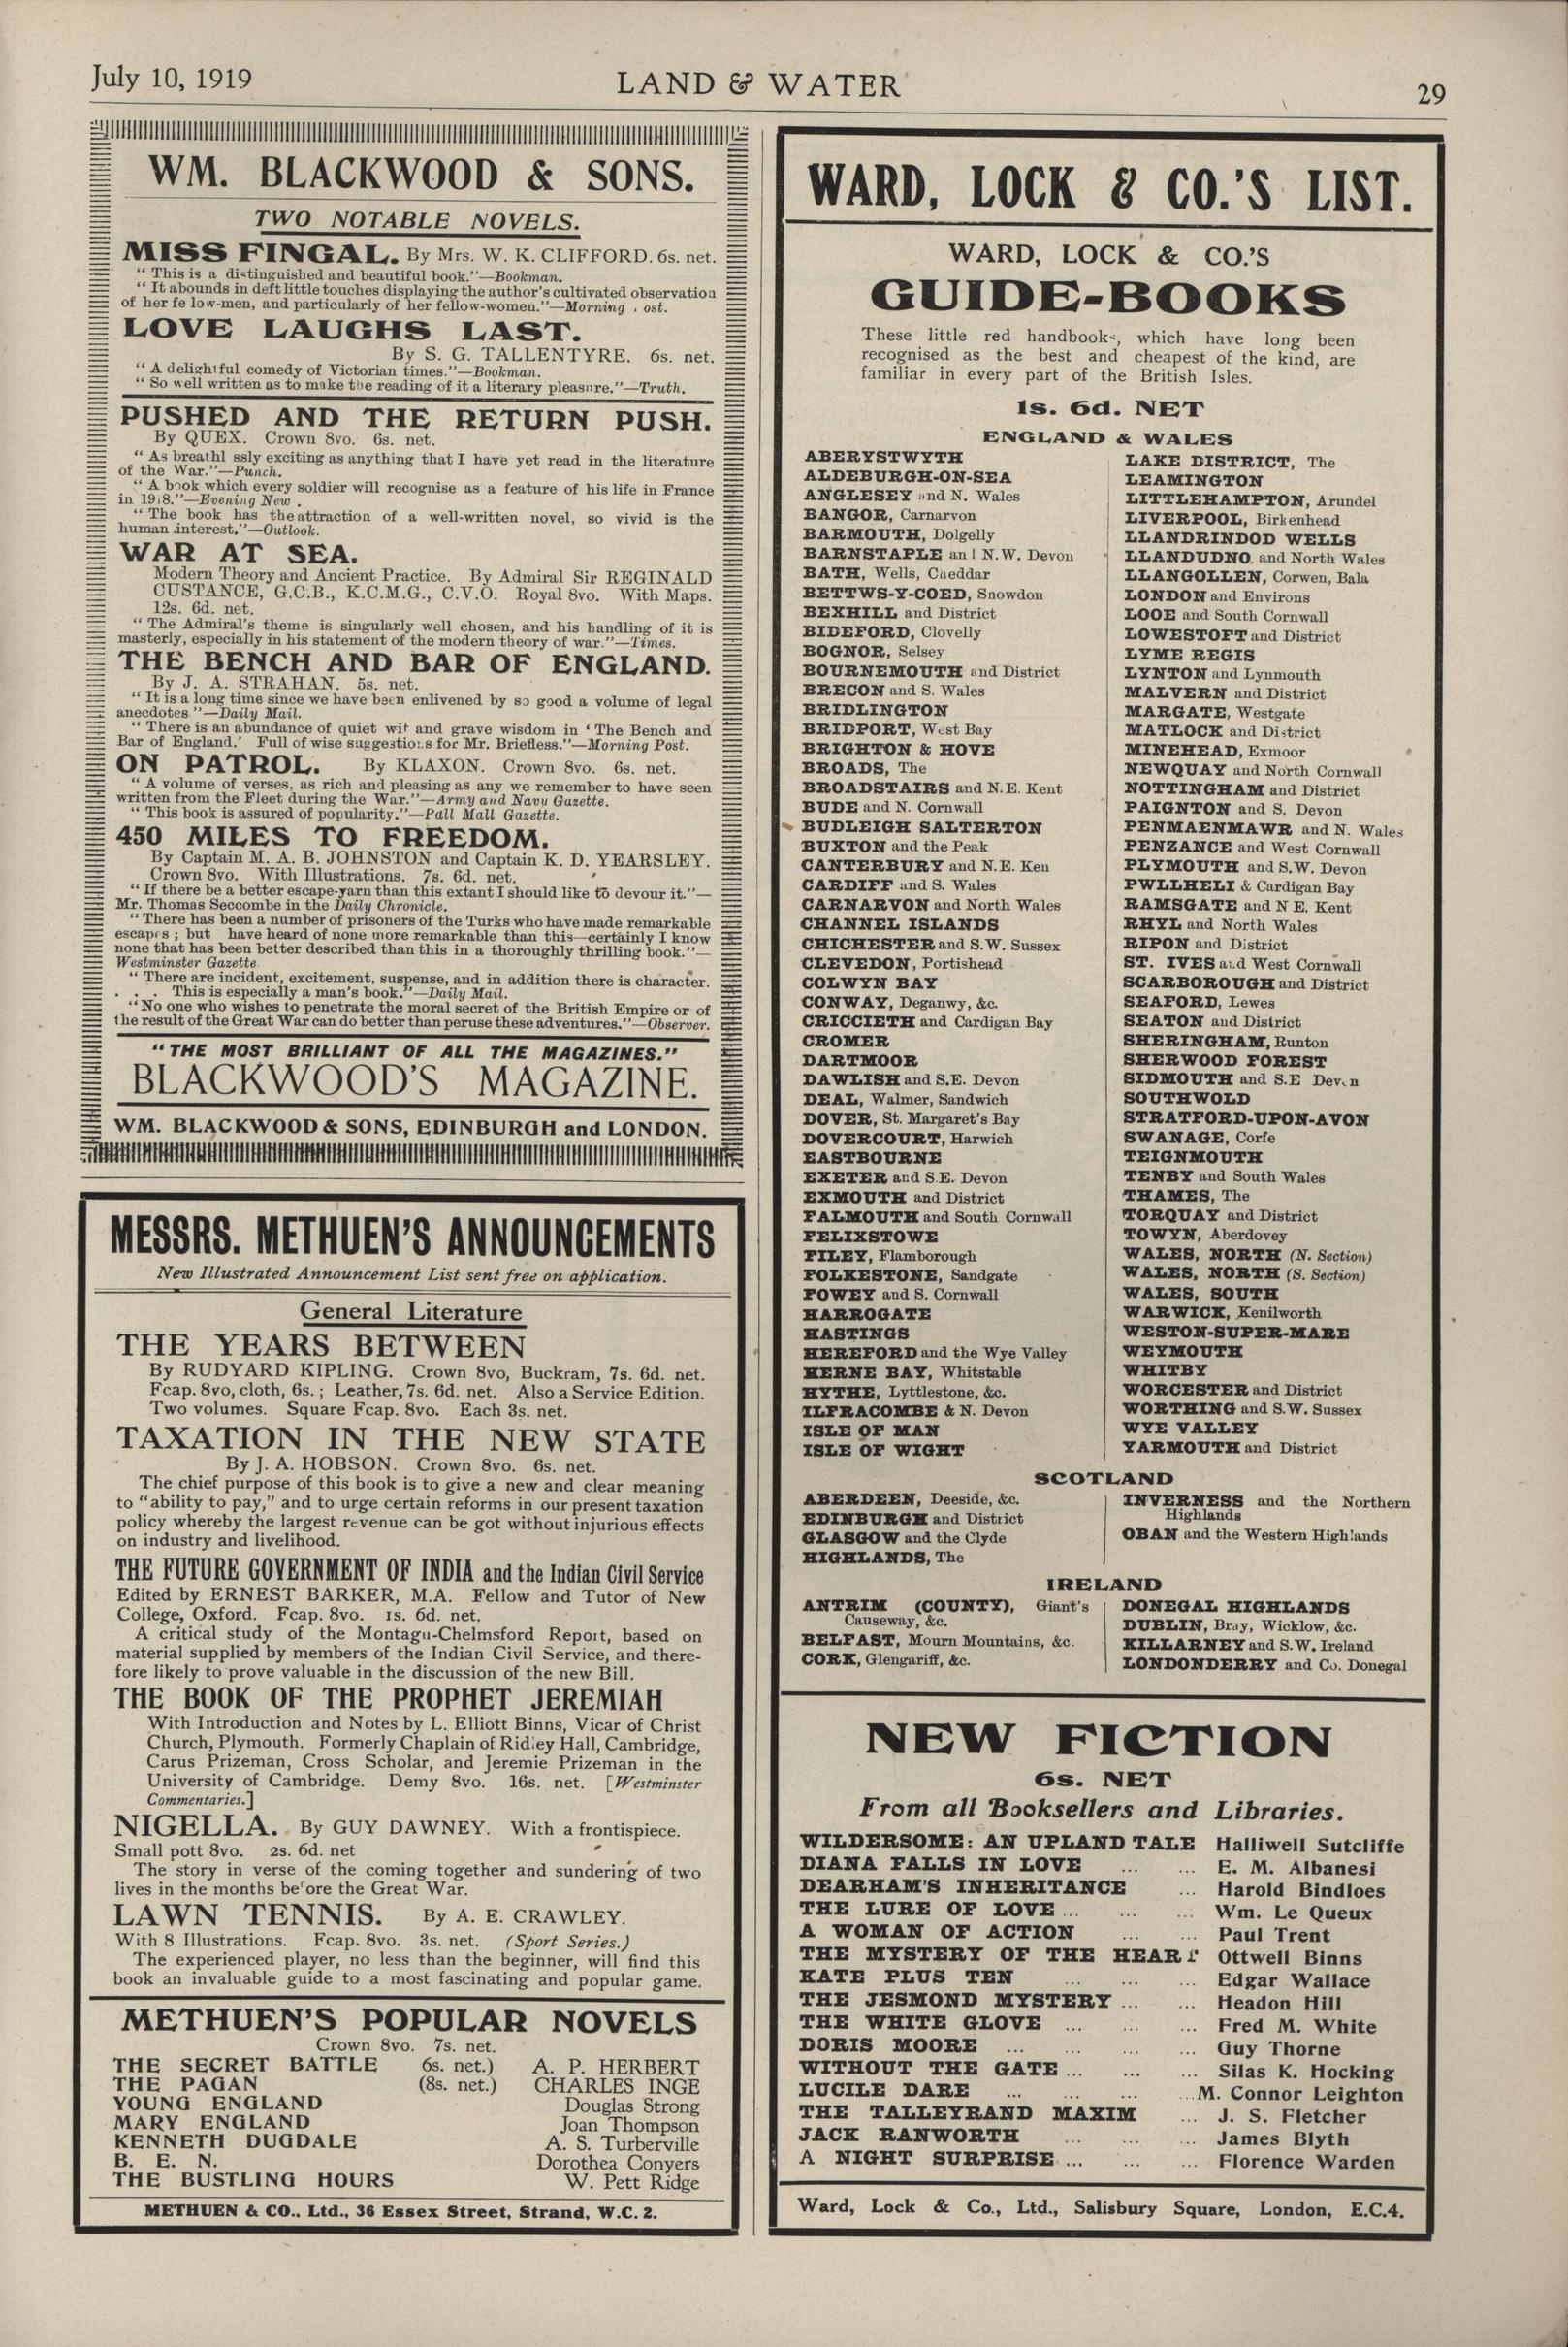 July 10, 1919
LAND & WATER
29
WM. BLACKWOOD & SONS.
TWO NOTABLE NOVELS.
MISS FINGAL. By Mrs. W. K. CLIFFORD. 6s. net.
" This is a distinguished and beautiful book."—Bookman.
" It abounds in deft little touches displaying the author's cultivated observation
of her fe low-men, and particularly of her fellow-women."—Morning . ost.
LOVE LAUGHS LAST.
By S. G. TALLENTYRE. 6s. net.
" A delightful comedy of Victorian times."—Bookman.
" So well written as to make the reading of it a literary pleasure."—Truth.
PUSHED AND THE RETURN PUSH.
By QUEX. Crown 8vo. 6s. net.
" As breathl ssly exciting as anything that I have yet read in the literature
of the War."—Punch.
" A book which every soldier will recognise as a feature of his life in France
in 1918."—Evening New .
" The book has the attraction of a well-written novel, so vivid is the
human interest."—Outlook.
WAR AT SEA.
Modern Theory and Ancient Practice. By Admiral Sir REGINALD
CUSTANCE, G.C.B., K.C.M.G., C.V.O. Royal 8vo. With Maps.
12s. 6d. net.
" The Admiral's theme is singularly well chosen, and his handling of it is
masterly, especially in his statement of the modern theory of war."—Times.
THE BENCH AND BAR OF ENGLAND.
By J. A. STRAHAN. 5s. net.
" It is a long time since we have been enlivened by so good a volume of legal
anecdotes "—Daily Mail.
" There is an abundance of quiet wit and grave wisdom in ' The Bench and
Bar of England.' Full of wise suggestions for Mr. Briefless."—Morning Post.
ON PATROL. By KLAXON. Crown 8vo. 6s. net.
" A volume of verses, as rich and pleasing as any we remember to have seen
written from the Fleet during the War."—Army and Navy Gazette.
" This book is assured of popularity."—Pall Mall Gazette.
450 MILES TO FREEDOM.
By Captain M. A. B. JOHNSTON and Captain K. D. YEARSLEY.
Crown 8vo. With Illustrations. 7s. 6d. net.
" If there be a better escape-yarn than this extant I should like to devour it."—
Mr. Thomas Seccombe in the Daily Chronicle.
" There has been a number of prisoners of the Turks who have made remarkable
escapes ; but have heard of none more remarkable than this—certainly I know
none that has been better described than this in a thoroughly thrilling book."—
Westminster Gazette
" There are incident, excitement, suspense, and in addition there is character.
. . . This is especially a man's book."—Daily Mail.
" No one who wishes to penetrate the moral secret of the British Empire or of
the result of the Great War can do better than peruse these adventures."—Observer.
"THE MOST BRILLIANT OF ALL THE MAGAZINES."
BLACKWOOD'S MAGAZINE.
WM. BLACKWOOD & SONS, EDINBURGH and LONDON.
MESSRS. METHUEN'S ANNOUNCEMENTS
New Illustrated Announcement List sent free on application.
General Literature
THE YEARS BETWEEN
By RUDYARD KIPLING. Crown 8vo, Buckram, 7s. 6d. net.
Fcap. 8vo, cloth, 6s. ; Leather, 7s. 6d. net. Also a Service Edition.
Two volumes. Square Fcap. 8vo. Each 3s. net.
TAXATION IN THE NEW STATE
By J. A. HOBSON. Crown 8vo. 6s. net.
The chief purpose of this book is to give a new and clear meaning
to "ability to pay," and to urge certain reforms in our present taxation
policy whereby the largest revenue can be got without injurious effects
on industry and livelihood.
THE FUTURE GOVERNMENT OF INDIA and the Indian Civil Service
Edited by ERNEST BARKER, M.A. Fellow and Tutor of New
College, Oxford. Fcap. 8vo. 1s. 6d. net.
A critical study of the Montagu-Chelmsford Report, based on
material supplied by members of the Indian Civil Service, and there-
fore likely to prove valuable in the discussion of the new Bill.
THE BOOK OF THE PROPHET JEREMIAH
With Introduction and Notes by L. Elliott Binns, Vicar of Christ
Church, Plymouth. Formerly Chaplain of Ridley Hall, Cambridge,
Carus Prizeman, Cross Scholar, and Jeremie Prizeman in the
University of Cambridge. Demy 8vo. 16s. net. [Westminster
Commentaries.]
NIGELLA. By GUY DAWNEY. With a frontispiece.
Small pott 8vo. 2s. 6d. net
The story in verse of the coming together and sundering of two
lives in the months before the Great War.
LAWN TENNIS. By A. E. CRAWLEY.
With 8 Illustrations. Fcap. 8vo. 3s. net. (Sport Series.)
The experienced player, no less than the beginner, will find this
book an invaluable guide to a most fascinating and popular game.
METHUEN'S POPULAR NOVELS
Crown 8vo. 7s. net.
THE SECRET BATTLE 6s. net.) A. P. HERBERT
THE PAGAN (8s. net.) CHARLES INGE
YOUNG ENGLAND Douglas Strong
MARY ENGLAND Joan Thompson
KENNETH DUGDALE A. S. Turberville
B. E. N. Dorothea Conyers
THE BUSTLING HOURS W. Pett Ridge
METHUEN & CO., Ltd., 36 Essex Street, Strand, W.C. 2.
WARD, LOCK & CO.'S LIST.
WARD, LOCK & CO.'S
GUIDE-BOOKS
These little red handbooks, which have long been
recognised as the best and cheapest of the kind, are
familiar in every part of the British Isles.
1s. 6d. NET
ENGLAND & WALES
ABERYSTWYTH
ALDEBURGH-ON-SEA
ANGLESEY and N. Wales
BANGOR, Carnarvon
BARMOUTH, Dolgelly
BARNSTAPLE an I N.W. Devon
BATH, Wells, Cheddar
BETTWS-Y-COED, Snowdon
BEXHILL and District
BIDEFORD, Clovelly
BOGNOR, Selsey
BOURNEMOUTH and District
BRECON and S. Wales
BRIDLINGTON
BRIDPORT, West Bay
BRIGHTON & HOVE
BROADS, The
BROADSTAIRS and N.E. Kent
BUDE and N. Cornwall
BUDLEIGH SALTERTON
BUXTON and the Peak
CANTERBURY and N.E. Ken
CARDIFF and S. Wales
CARNARVON and North Wales
CHANNEL ISLANDS
CHICHESTER and S.W. Sussex
CLEVEDON, Portishead
COLWYN BAY
CONWAY, Deganwy, &c.
CRICCIETH and Cardigan Bay
CROMER
DARTMOOR
DAWLISH and S.E. Devon
DEAL, Walmer, Sandwich
DOVER, St. Margaret's Bay
DOVERCOURT, Harwich
EASTBOURNE
EXETER and S.E. Devon
EXMOUTH and District
FALMOUTH and South Cornwall
FELIXSTOWE
FILEY, Flamborough
FOLKESTONE, Sandgate
FOWEY and S. Cornwall
HARROGATE
HASTINGS
HEREFORD and the Wye Valley
HERNE BAY, Whitstable
HYTHE, Lyttlestone, &c.
ILFRACOMBE & N. Devon
ISLE OF MAN
ISLE OF WIGHT
LAKE DISTRICT, The
LEAMINGTON
LITTLEHAMPTON, Arundel
LIVERPOOL, Birkenhead
LLANDRINDOD WELLS
LLANDUDNO, and North Wales
LLANGOLLEN, Corwen, Bala
LONDON and Environs
LOOE and South Cornwall
LOWESTOFT and District
LYME REGIS
LYNTON and Lynmouth
MALVERN and District
MARGATE, Westgate
MATLOCK and District
MINEHEAD, Exmoor
NEWQUAY and North Cornwall
NOTTINGHAM and District
PAIGNTON and S. Devon
PENMAENMAWR and N. Wales
PENZANCE and West Cornwall
PLYMOUTH and S.W. Devon
PWLLHELI & Cardigan Bay
RAMSGATE and N E. Kent
RHYL and North Wales
RIPON and District
ST. IVES and West Cornwall
SCARBOROUGH and District
SEAFORD, Lewes
SEATON and District
SHERINGHAM, Runton
SHERWOOD FOREST
SIDMOUTH and S.E Devon
SOUTHWOLD
STRATFORD-UPON-AVON
SWANAGE, Corfe
TEIGNMOUTH
TENBY and South Wales
THAMES, The
TORQUAY and District
TOWYN, Aberdovey
WALES, NORTH (N. Section)
WALES, NORTH (S. Section)
WALES, SOUTH
WARWICK, Kenilworth
WESTON-SUPER-MARE
WEYMOUTH
WHITBY
WORCESTER and District
WORTHING and S.W. Sussex
WYE VALLEY
YARMOUTH and District
SCOTLAND
ABERDEEN, Deeside, &c.
EDINBURGH and District
GLASGOW and the Clyde
HIGHLANDS, The
INVERNESS and the Northern
Highlands
OBAN and the Western Highlands
IRELAND
ANTRIM (COUNTY), Giant's
Causeway, &c.
BELFAST, Mourn Mountains, &c.
CORK, Glengariff, &c.
DONEGAL HIGHLANDS
DUBLIN, Bray, Wicklow, &c.
KILLARNEY and S.W. Ireland
LONDONDERRY and Co. Donegal
NEW FICTION
6s. NET
From all Booksellers and Libraries.
WILDERSOME: AN UPLAND TALE Halliwell Sutcliffe
DIANA FALLS IN LOVE ... ... E. M. Albanesi
DEARHAM'S INHERITANCE ... Harold Bindloes
THE LURE OF LOVE ... ... ... Wm. Le Queux
A WOMAN OF ACTION ... ... Paul Trent
THE MYSTERY OF THE HEART Ottwell Binns
KATE PLUS TEN ... ... ... Edgar Wallace
THE JESMOND MYSTERY ... ... Headon Hill
THE WHITE GLOVE ... ... ... Fred M. White
DORIS MOORE ... ... ... ... Guy Thorne
WITHOUT THE GATE ... ... ... Silas K. Hocking
LUCILE DARE ... ... ... ... M. Connor Leighton
THE TALLEYRAND MAXIM ... J. S. Fletcher
JACK RANWORTH ... ... ... James Blyth
A NIGHT SURPRISE ... ... ... Florence Warden
Ward, Lock & Co., Ltd., Salisbury Square, London, E.C.4.